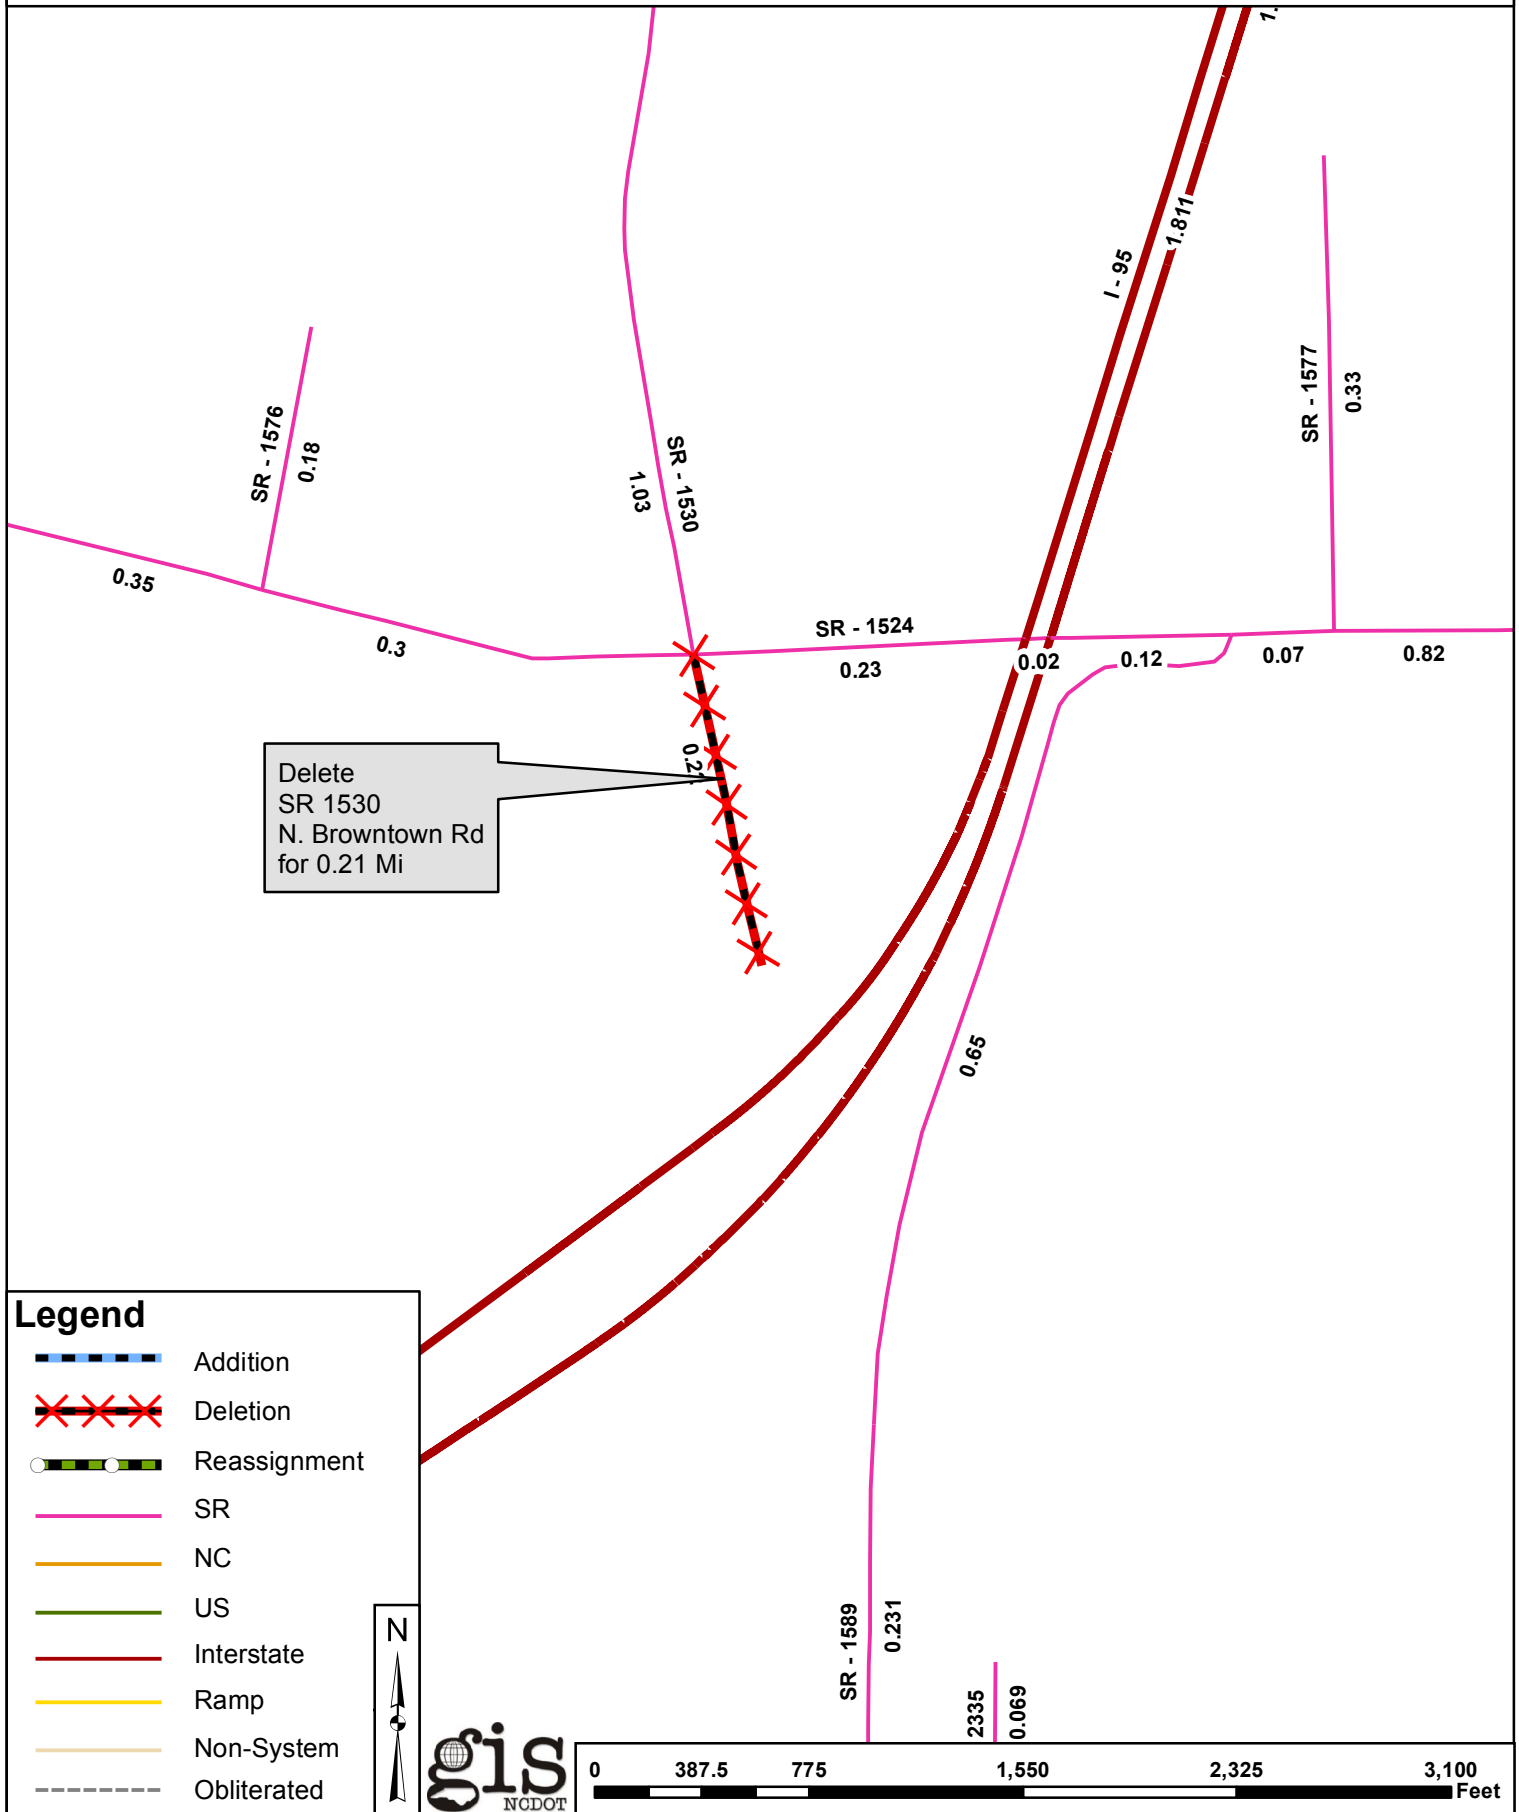 1.
I - 95
1.811
SR - 1577
0.33
SR - 1576
0.18
SR - 1530
1.03
0.35
0.3
SR - 1524
0.23
0.02
0.12
0.07
0.82
Delete
SR 1530
N. Browntown Rd
for 0.21 Mi
0.65
SR - 1589
0.231
2335
0.069
Legend
Addition
Deletion
Reassignment
SR
NC
US
Interstate
Ramp
Non-System
Obliterated
N
gis
NCDOT
0 387.5 775 1,550 2,325 3,100
Feet